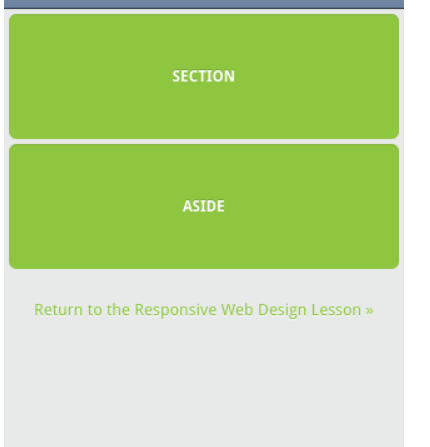 SECTION
ASIDE
Return to the Responsive Web Design Lesson »